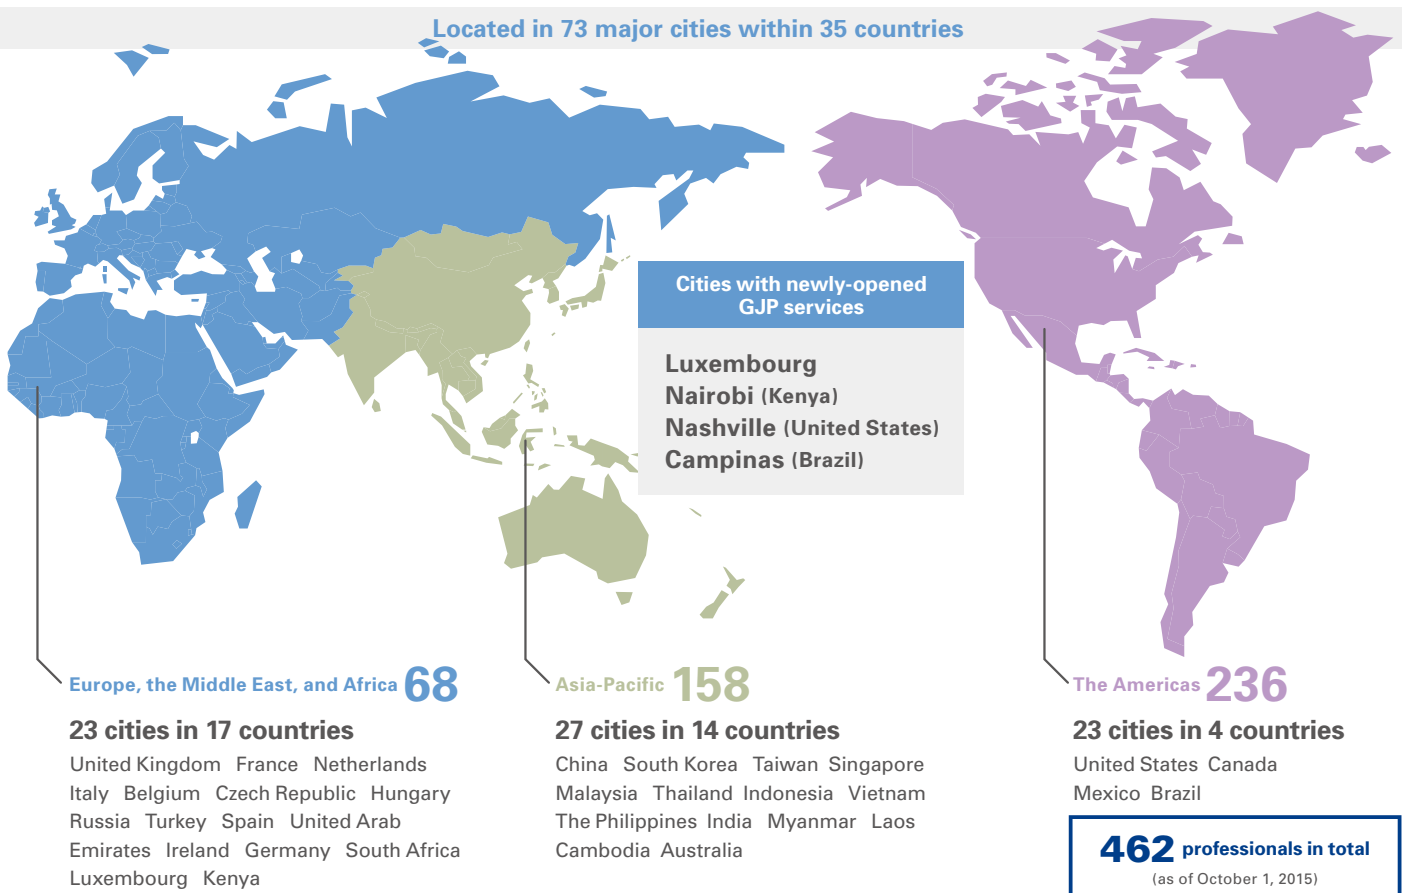 Located in 73 major cities within 35 countries
Cities with newly-opened
GJP services
Luxembourg
Nairobi (Kenya)
Nashville (United States)
Campinas (Brazil)
Europe, the Middle East, and Africa 68
23 cities in 17 countries
United Kingdom France Netherlands
Italy Belgium Czech Republic Hungary
Russia Turkey Spain United Arab
Emirates Ireland Germany South Africa
Luxembourg Kenya
Asia-Pacific 158
27 cities in 14 countries
China South Korea Taiwan Singapore
Malaysia Thailand Indonesia Vietnam
The Philippines India Myanmar Laos
Cambodia Australia
The Americas 236
23 cities in 4 countries
United States Canada
Mexico Brazil
462 professionals in total
(as of October 1, 2015)